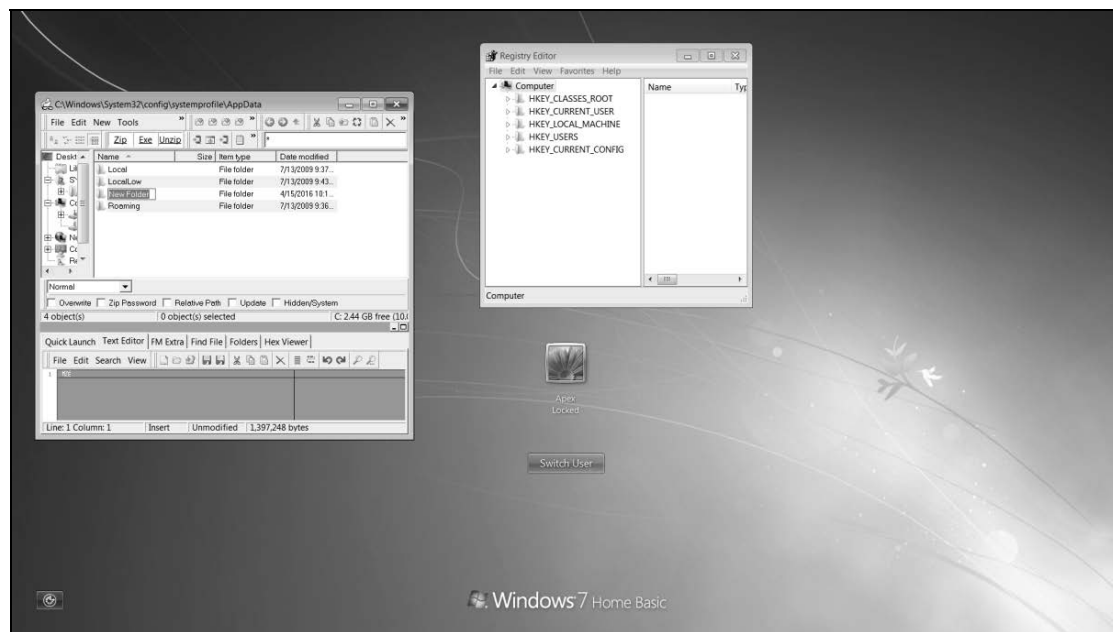 C:\Windows\System32\config\systemprofile\AppData
File Edit New Tools »
Zip Exe Unzip » *
Deskt Name Size Item type Date modified
Local File folder 7/13/2009 9:37...
LocalLow File folder 7/13/2009 9:43...
New Folder File folder 4/15/2016 10:1...
Roaming File folder 7/13/2009 9:36...
Normal
Overwrite Zip Password Relative Path Update Hidden/System
4 object(s) 0 object(s) selected C: 2.44 GB free (10.
Quick Launch Text Editor FM Extra Find File Folders Hex Viewer
File Edit Search View
1
Line: 1 Column: 1 Insert Unmodified 1,397,248 bytes
Registry Editor
File Edit View Favorites Help
Computer
HKEY_CLASSES_ROOT
HKEY_CURRENT_USER
HKEY_LOCAL_MACHINE
HKEY_USERS
HKEY_CURRENT_CONFIG
Name Typ
Computer
Apex
Locked
Switch User
Windows 7 Home Basic